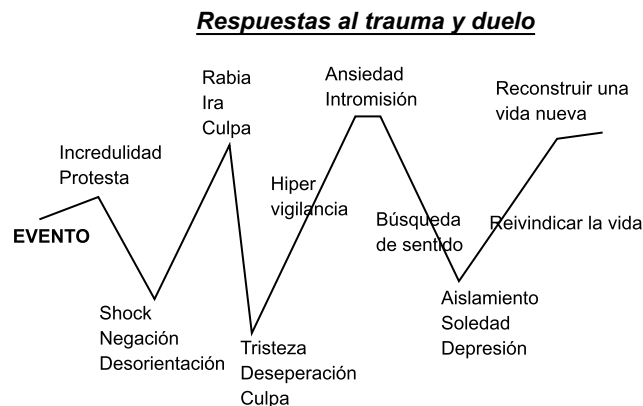 Respuestas al trauma y duelo
Rabia
Ira
Culpa
Ansiedad
Intromisión
Reconstruir una
vida nueva
Incredulidad
Protesta
Hiper
vigilancia
Búsqueda
de sentido
Reivindicar la vida
EVENTO
Shock
Negación
Desorientación
Tristeza
Deseperación
Culpa
Aislamiento
Soledad
Depresión